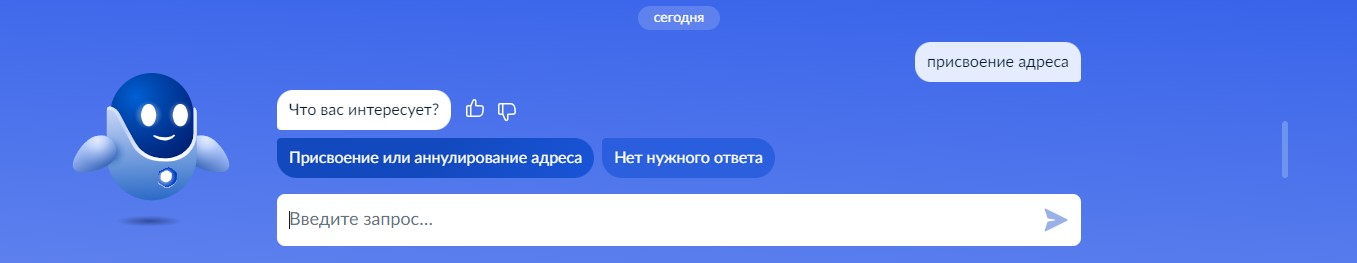 сегодня
присвоение адреса
Что вас интересует?
Присвоение или аннулирование адреса
Нет нужного ответа
Введите запрос...